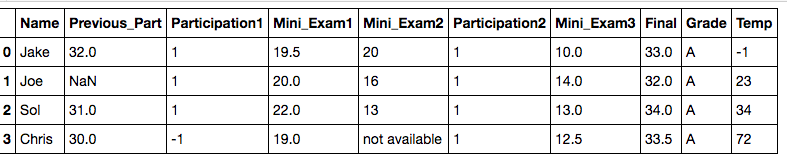 Name Previous_Part Participation1 Mini_Exam1 Mini_Exam2 Participation2 Mini_Exam3 Final Grade Temp
0 Jake 32.0 1 19.5 20 1 10.0 33.0 A -1
1 Joe NaN 1 20.0 16 1 14.0 32.0 A 23
2 Sol 31.0 1 22.0 13 1 13.0 34.0 A 34
3 Chris 30.0 -1 19.0 not available 1 12.5 33.5 A 72